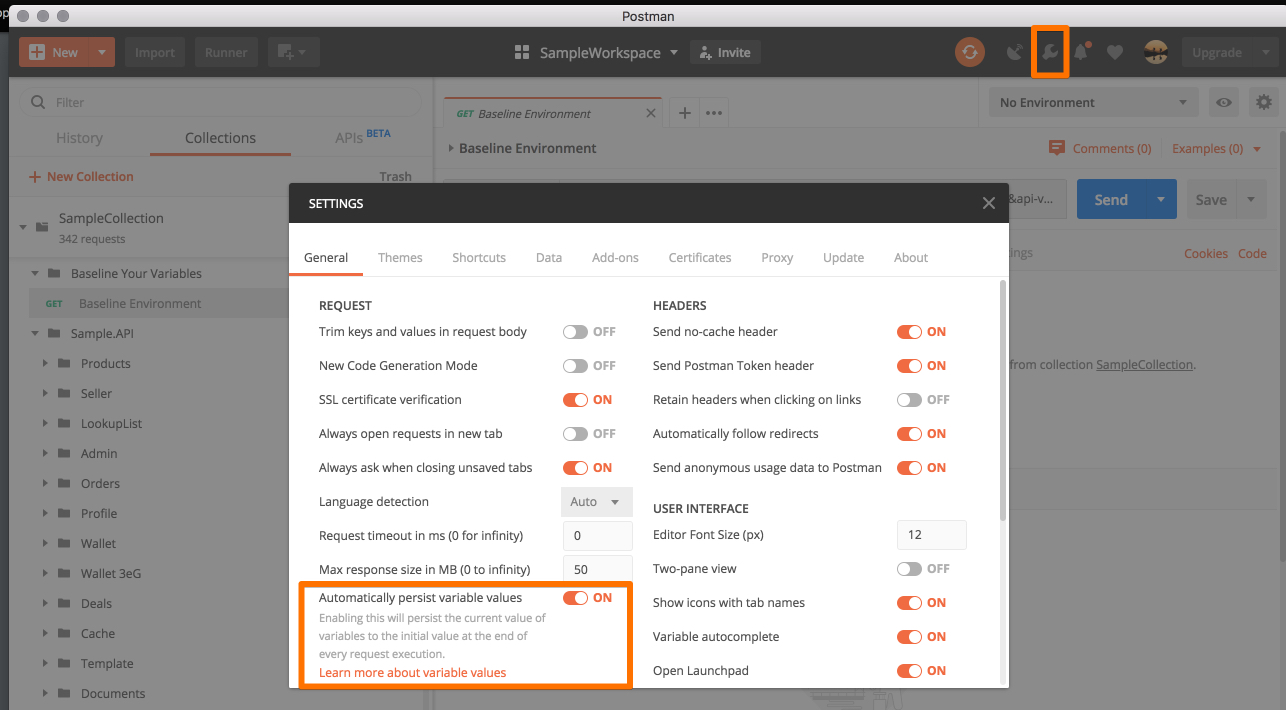 Postman
New
Import
Runner
SampleWorkspace
Invite
Upgrade
Filter
History
Collections
APIs BETA
New Collection
Trash
SampleCollection
342 requests
Baseline Your Variables
GET Baseline Environment
Sample.API
Products
Seller
LookupList
Admin
Orders
Profile
Wallet
Wallet 3eG
Deals
Cache
Template
Documents
GET Baseline Environment
No Environment
Baseline Environment
Comments (0)
Examples (0)
&api-v...
Send
Save
Cookies
Code
from collection SampleCollection.
SETTINGS
General
Themes
Shortcuts
Data
Add-ons
Certificates
Proxy
Update
About
REQUEST
Trim keys and values in request body OFF
New Code Generation Mode OFF
SSL certificate verification ON
Always open requests in new tab OFF
Always ask when closing unsaved tabs ON
Language detection Auto
Request timeout in ms (0 for infinity) 0
Max response size in MB (0 to infinity) 50
Automatically persist variable values ON
Enabling this will persist the current value of
variables to the initial value at the end of
every request execution.
Learn more about variable values
HEADERS
Send no-cache header ON
Send Postman Token header ON
Retain headers when clicking on links OFF
Automatically follow redirects ON
Send anonymous usage data to Postman ON
USER INTERFACE
Editor Font Size (px) 12
Two-pane view OFF
Show icons with tab names ON
Variable autocomplete ON
Open Launchpad ON